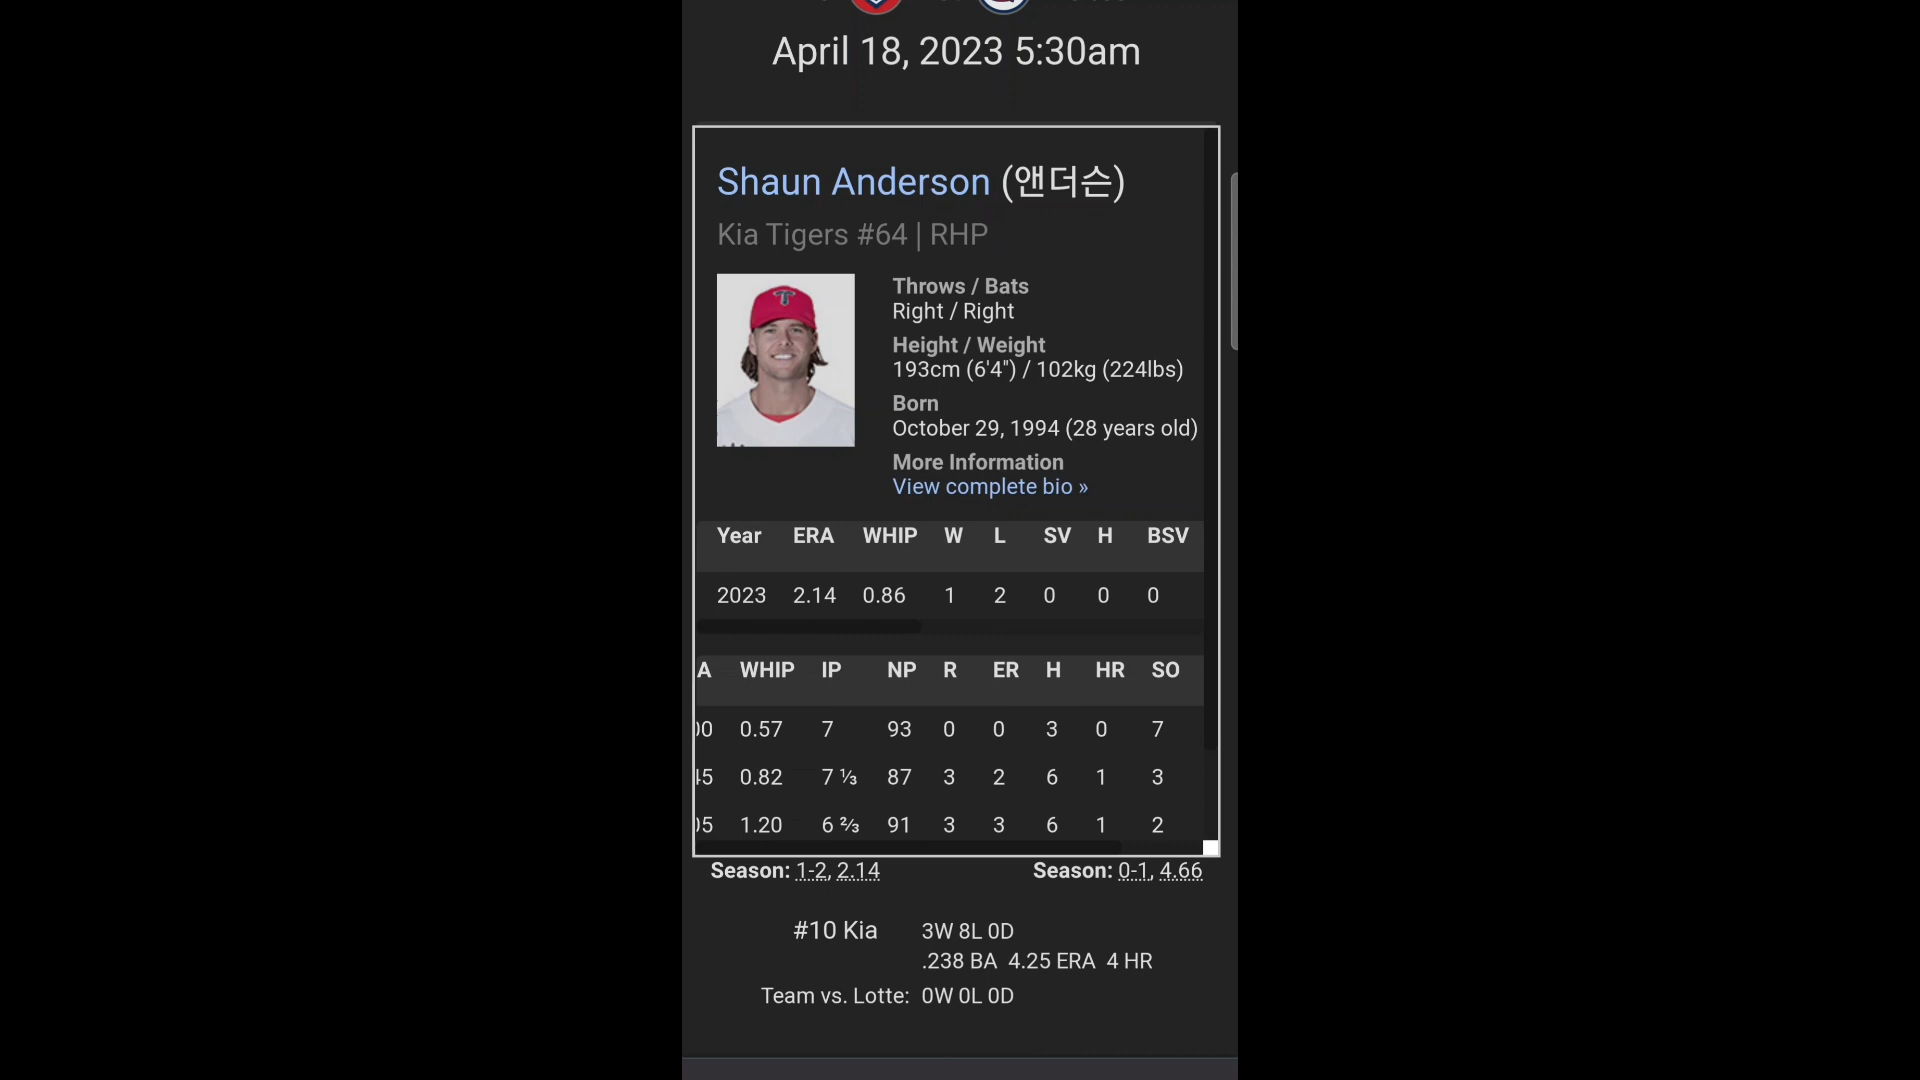 April 18, 2023 5:30am
Shaun Anderson (앤더슨)
Kia Tigers #64 | RHP
Throws / Bats
Right / Right
Height / Weight
193cm (6'4") / 102kg (224lbs)
Born
October 29, 1994 (28 years old)
More Information
View complete bio »
Year ERA WHIP W L SV H BSV
2023 2.14 0.86 1 2 0 0 0
A WHIP IP NP R ER H HR SO
0 0.57 7 93 0 0 3 0 7
5 0.82 7 ⅓ 87 3 2 6 1 3
5 1.20 6 ⅔ 91 3 3 6 1 2
Season: 1-2, 2.14 Season: 0-1, 4.66
#10 Kia 3W 8L 0D
.238 BA 4.25 ERA 4 HR
Team vs. Lotte: 0W 0L 0D